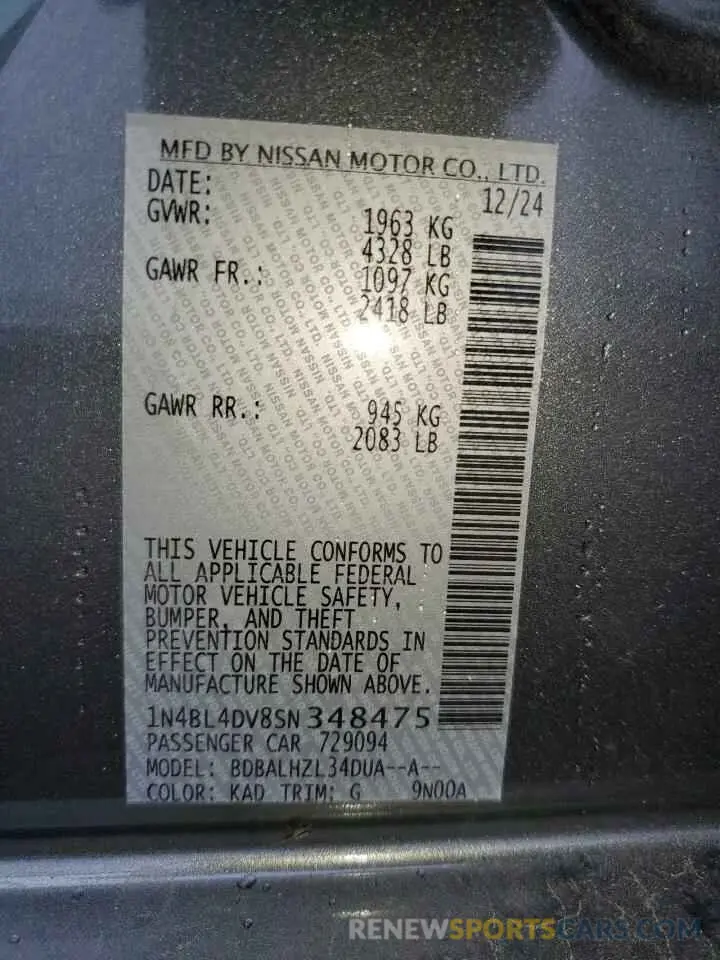 MFD BY NISSAN MOTOR CO., LTD.
DATE: 12/24
GVWR: 1963 KG
4328 LB
GAWR FR.: 1097 KG
2418 LB
GAWR RR.: 945 KG
2083 LB
THIS VEHICLE CONFORMS TO
ALL APPLICABLE FEDERAL
MOTOR VEHICLE SAFETY,
BUMPER, AND THEFT
PREVENTION STANDARDS IN
EFFECT ON THE DATE OF
MANUFACTURE SHOWN ABOVE.
1N4BL4DV8SN348475
PASSENGER CAR 729094
MODEL: BDBALHZL34DUA--A--
COLOR: KAD TRIM: G 9N00A
RENEWSPORTSCARS.COM